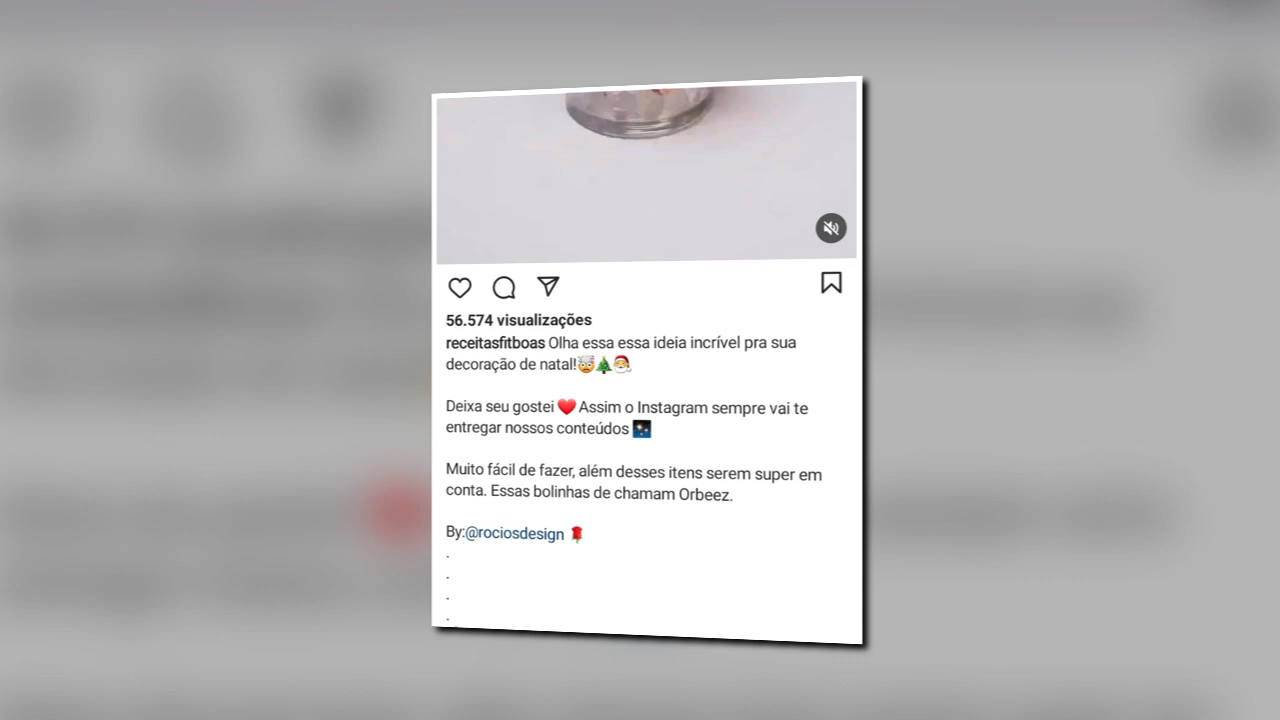 56.574 visualizações
receitasfitboas Olha essa essa ideia incrível pra sua
decoração de natal!🤯🎄🎅
Deixa seu gostei ❤️ Assim o Instagram sempre vai te
entregar nossos conteúdos 🌌
Muito fácil de fazer, além desses itens serem super em
conta. Essas bolinhas de chamam Orbeez.
By:@rociosdesign 🌹
.
.
.
.